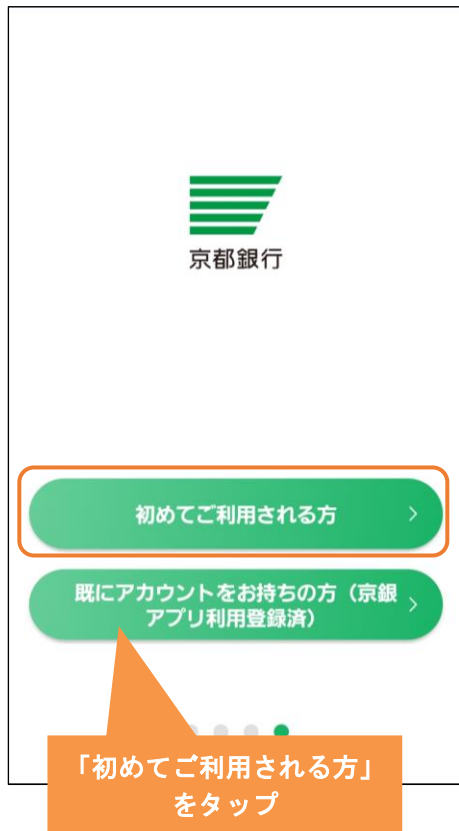 京都銀行
初めてご利用される方
既にアカウントをお持ちの方（京銀
アプリ利用登録済）
「初めてご利用される方」
をタップ